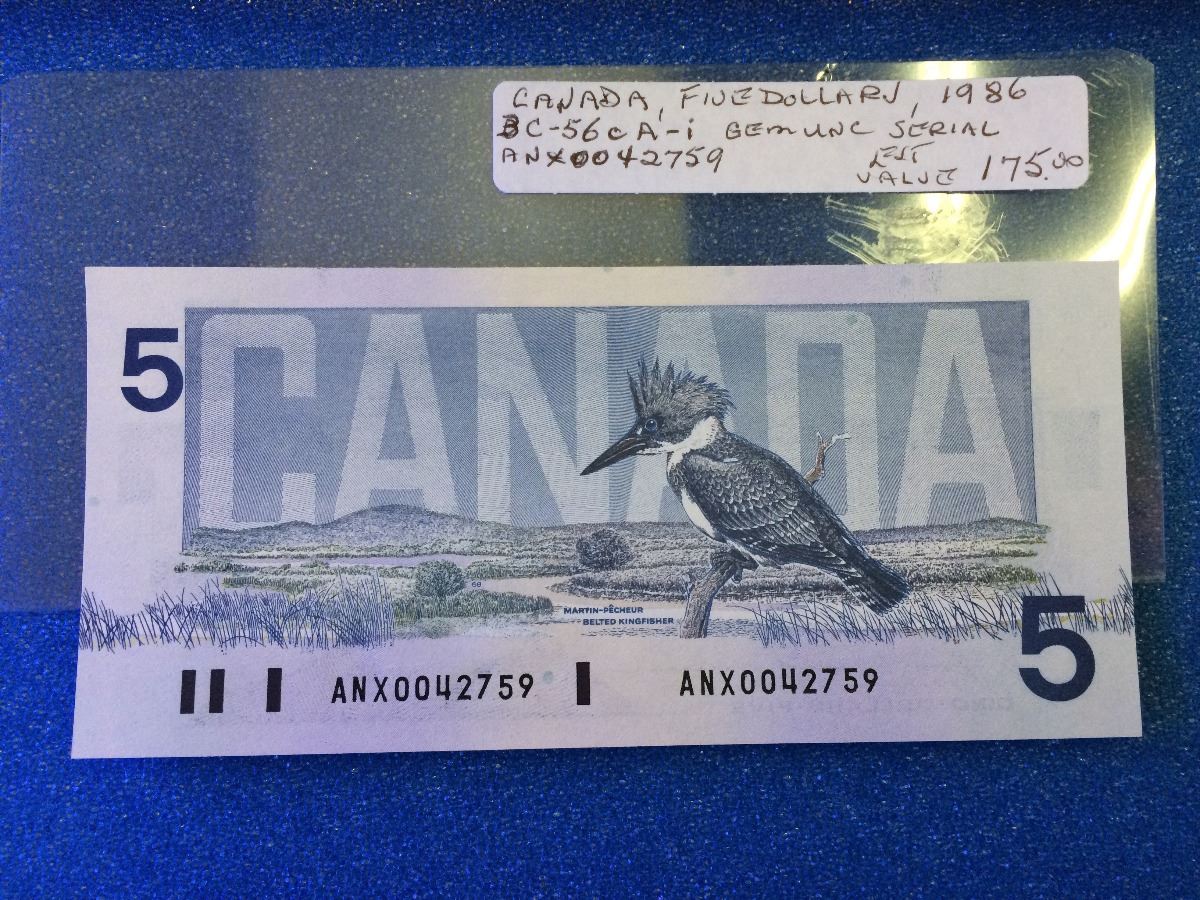 CANADA, FIVE DOLLARS, 1986
BC-56c A-i GEM UNC SERIAL
ANX0042759 EST
VALUE 175.00
CANADA
5
MARTIN-PÊCHEUR
BELTED KINGFISHER
5
ANX0042759 ANX0042759